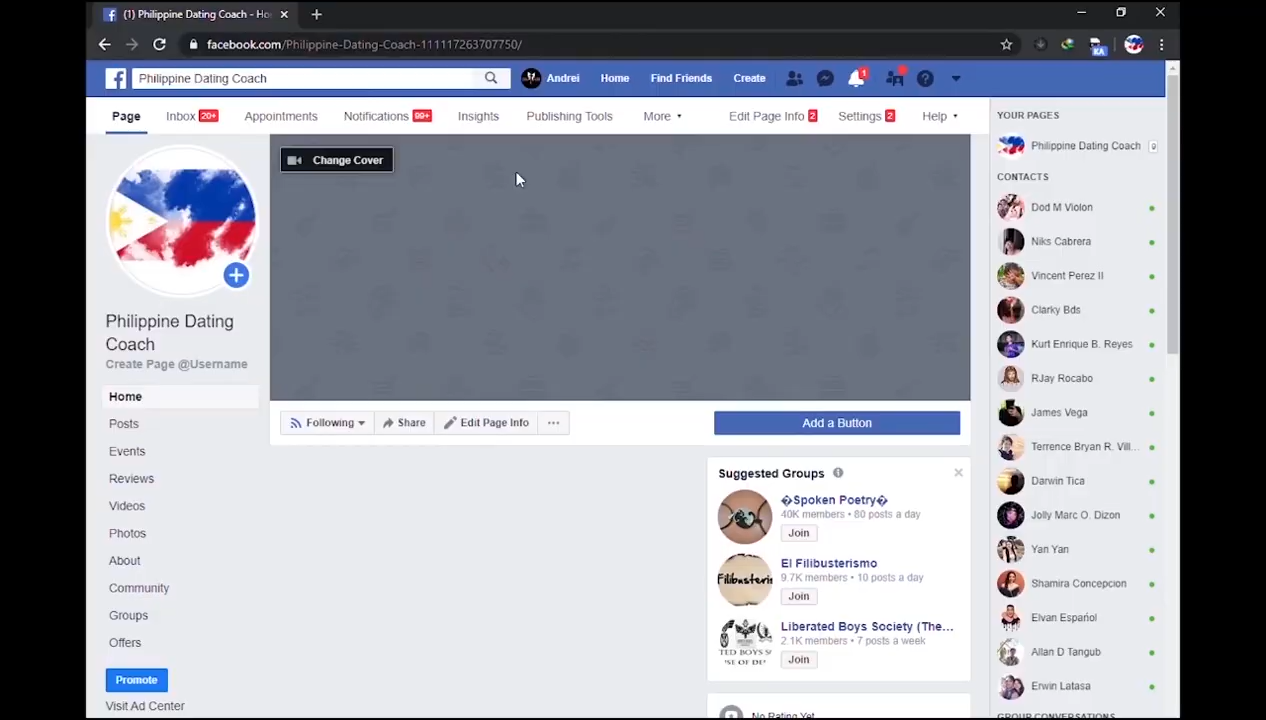 (1) Philippine Dating Coach - Ho
facebook.com/Philippine-Dating-Coach-111117263707750/
KA
Philippine Dating Coach
Andrei
Home
Find Friends
Create
1
Page
Inbox 20+
Appointments
Notifications 99+
Insights
Publishing Tools
More
Edit Page Info 2
Settings 2
Help
Change Cover
Philippine Dating
Coach
Create Page @Username
Home
Posts
Events
Reviews
Videos
Photos
About
Community
Groups
Offers
Promote
Visit Ad Center
Following
Share
Edit Page Info
...
Add a Button
Suggested Groups
�Spoken Poetry�
40K members • 80 posts a day
Join
El Filibusterismo
9.7K members • 10 posts a day
Join
Liberated Boys Society (The...
2.1K members • 7 posts a week
Join
No Rating Yet
YOUR PAGES
Philippine Dating Coach
CONTACTS
Dod M Violon
Niks Cabrera
Vincent Perez II
Clarky Bds
Kurt Enrique B. Reyes
RJay Rocabo
James Vega
Terrence Bryan R. Vill...
Darwin Tica
Jolly Marc O. Dizon
Yan Yan
Shamira Concepcion
Elvan Español
Allan D Tangub
Erwin Latasa
GROUP CONVERSATIONS